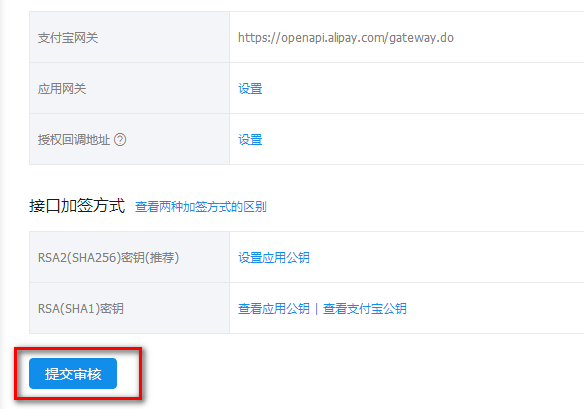 支付宝网关 https://openapi.alipay.com/gateway.do
应用网关 设置
授权回调地址 ? 设置
接口加签方式 查看两种加签方式的区别
RSA2(SHA256)密钥(推荐) 设置应用公钥
RSA(SHA1)密钥 查看应用公钥 | 查看支付宝公钥
提交审核